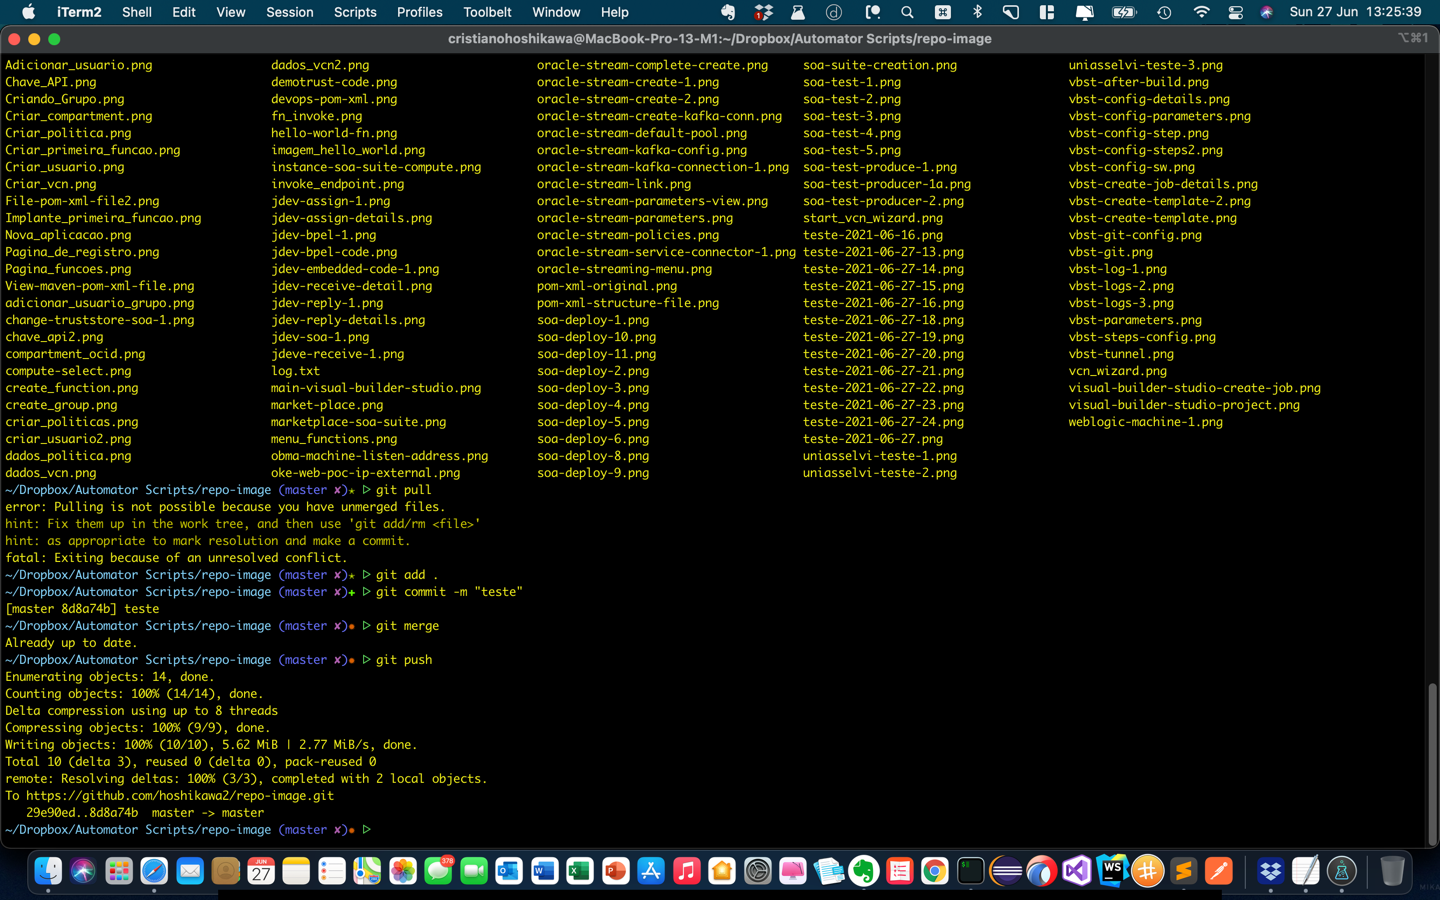 iTerm2 Shell Edit View Session Scripts Profiles Toolbelt Window Help Sun 27 Jun 13:25:39
cristianohoshikawa@MacBook-Pro-13-M1:~/Dropbox/Automator Scripts/repo-image ⌥⌘1
Adicionar_usuario.png dados_vcn2.png oracle-stream-complete-create.png soa-suite-creation.png uniasselvi-teste-3.png
Chave_API.png demotrust-code.png oracle-stream-create-1.png soa-test-1.png vbst-after-build.png
Criando_Grupo.png devops-pom-xml.png oracle-stream-create-2.png soa-test-2.png vbst-config-details.png
Criar_compartment.png fn_invoke.png oracle-stream-create-kafka-conn.png soa-test-3.png vbst-config-parameters.png
Criar_politica.png hello-world-fn.png oracle-stream-default-pool.png soa-test-4.png vbst-config-step.png
Criar_primeira_funcao.png imagem_hello_world.png oracle-stream-kafka-config.png soa-test-5.png vbst-config-steps2.png
Criar_usuario.png instance-soa-suite-compute.png oracle-stream-kafka-connection-1.png soa-test-produce-1.png vbst-config-sw.png
Criar_vcn.png invoke_endpoint.png oracle-stream-link.png soa-test-producer-1a.png vbst-create-job-details.png
File-pom-xml-file2.png jdev-assign-1.png oracle-stream-parameters-view.png soa-test-producer-2.png vbst-create-template-2.png
Implante_primeira_funcao.png jdev-assign-details.png oracle-stream-parameters.png start_vcn_wizard.png vbst-create-template.png
Nova_aplicacao.png jdev-bpel-1.png oracle-stream-policies.png teste-2021-06-16.png vbst-git-config.png
Pagina_de_registro.png jdev-bpel-code.png oracle-stream-service-connector-1.png teste-2021-06-27-13.png vbst-git.png
Pagina_funcoes.png jdev-embedded-code-1.png oracle-streaming-menu.png teste-2021-06-27-14.png vbst-log-1.png
View-maven-pom-xml-file.png jdev-receive-detail.png pom-xml-original.png teste-2021-06-27-15.png vbst-logs-2.png
adicionar_usuario_grupo.png jdev-reply-1.png pom-xml-structure-file.png teste-2021-06-27-16.png vbst-logs-3.png
change-truststore-soa-1.png jdev-reply-details.png soa-deploy-1.png teste-2021-06-27-18.png vbst-parameters.png
chave_api2.png jdev-soa-1.png soa-deploy-10.png teste-2021-06-27-19.png vbst-steps-config.png
compartment_ocid.png jdeve-receive-1.png soa-deploy-11.png teste-2021-06-27-20.png vbst-tunnel.png
compute-select.png log.txt soa-deploy-2.png teste-2021-06-27-21.png vcn_wizard.png
create_function.png main-visual-builder-studio.png soa-deploy-3.png teste-2021-06-27-22.png visual-builder-studio-create-job.png
create_group.png market-place.png soa-deploy-4.png teste-2021-06-27-23.png visual-builder-studio-project.png
criar_politicas.png marketplace-soa-suite.png soa-deploy-5.png teste-2021-06-27-24.png weblogic-machine-1.png
criar_usuario2.png menu_functions.png soa-deploy-6.png teste-2021-06-27.png
dados_politica.png obma-machine-listen-address.png soa-deploy-8.png uniasselvi-teste-1.png
dados_vcn.png oke-web-poc-ip-external.png soa-deploy-9.png uniasselvi-teste-2.png
~/Dropbox/Automator Scripts/repo-image (master ✘)★ ▷ git pull
error: Pulling is not possible because you have unmerged files.
hint: Fix them up in the work tree, and then use 'git add/rm <file>'
hint: as appropriate to mark resolution and make a commit.
fatal: Exiting because of an unresolved conflict.
~/Dropbox/Automator Scripts/repo-image (master ✘)★ ▷ git add .
~/Dropbox/Automator Scripts/repo-image (master ✘)✚ ▷ git commit -m "teste"
[master 8d8a74b] teste
~/Dropbox/Automator Scripts/repo-image (master ✘)● ▷ git merge
Already up to date.
~/Dropbox/Automator Scripts/repo-image (master ✘)● ▷ git push
Enumerating objects: 14, done.
Counting objects: 100% (14/14), done.
Delta compression using up to 8 threads
Compressing objects: 100% (9/9), done.
Writing objects: 100% (10/10), 5.62 MiB | 2.77 MiB/s, done.
Total 10 (delta 3), reused 0 (delta 0), pack-reused 0
remote: Resolving deltas: 100% (3/3), completed with 2 local objects.
To https://github.com/hoshikawa2/repo-image.git
29e90ed..8d8a74b master -> master
~/Dropbox/Automator Scripts/repo-image (master ✘)● ▷
JUN
27
376
WS